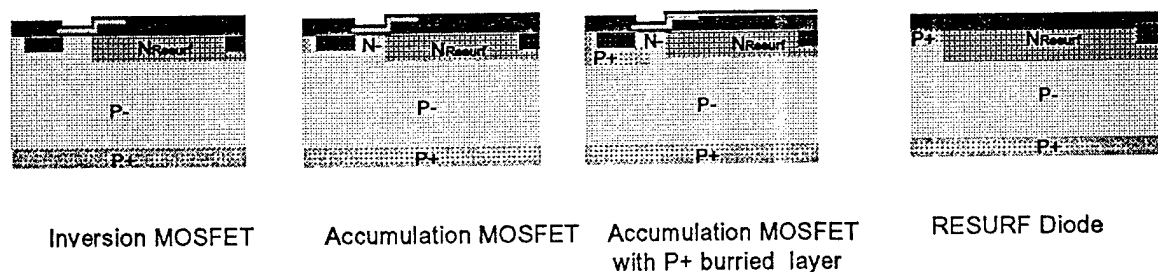 NResurf
P-
P+
Inversion MOSFET
N-
NResurf
P-
P+
Accumulation MOSFET
N-
NResurf
P+
P-
P+
Accumulation MOSFET
with P+ burried layer
P+
NResurf
P-
P+
RESURF Diode